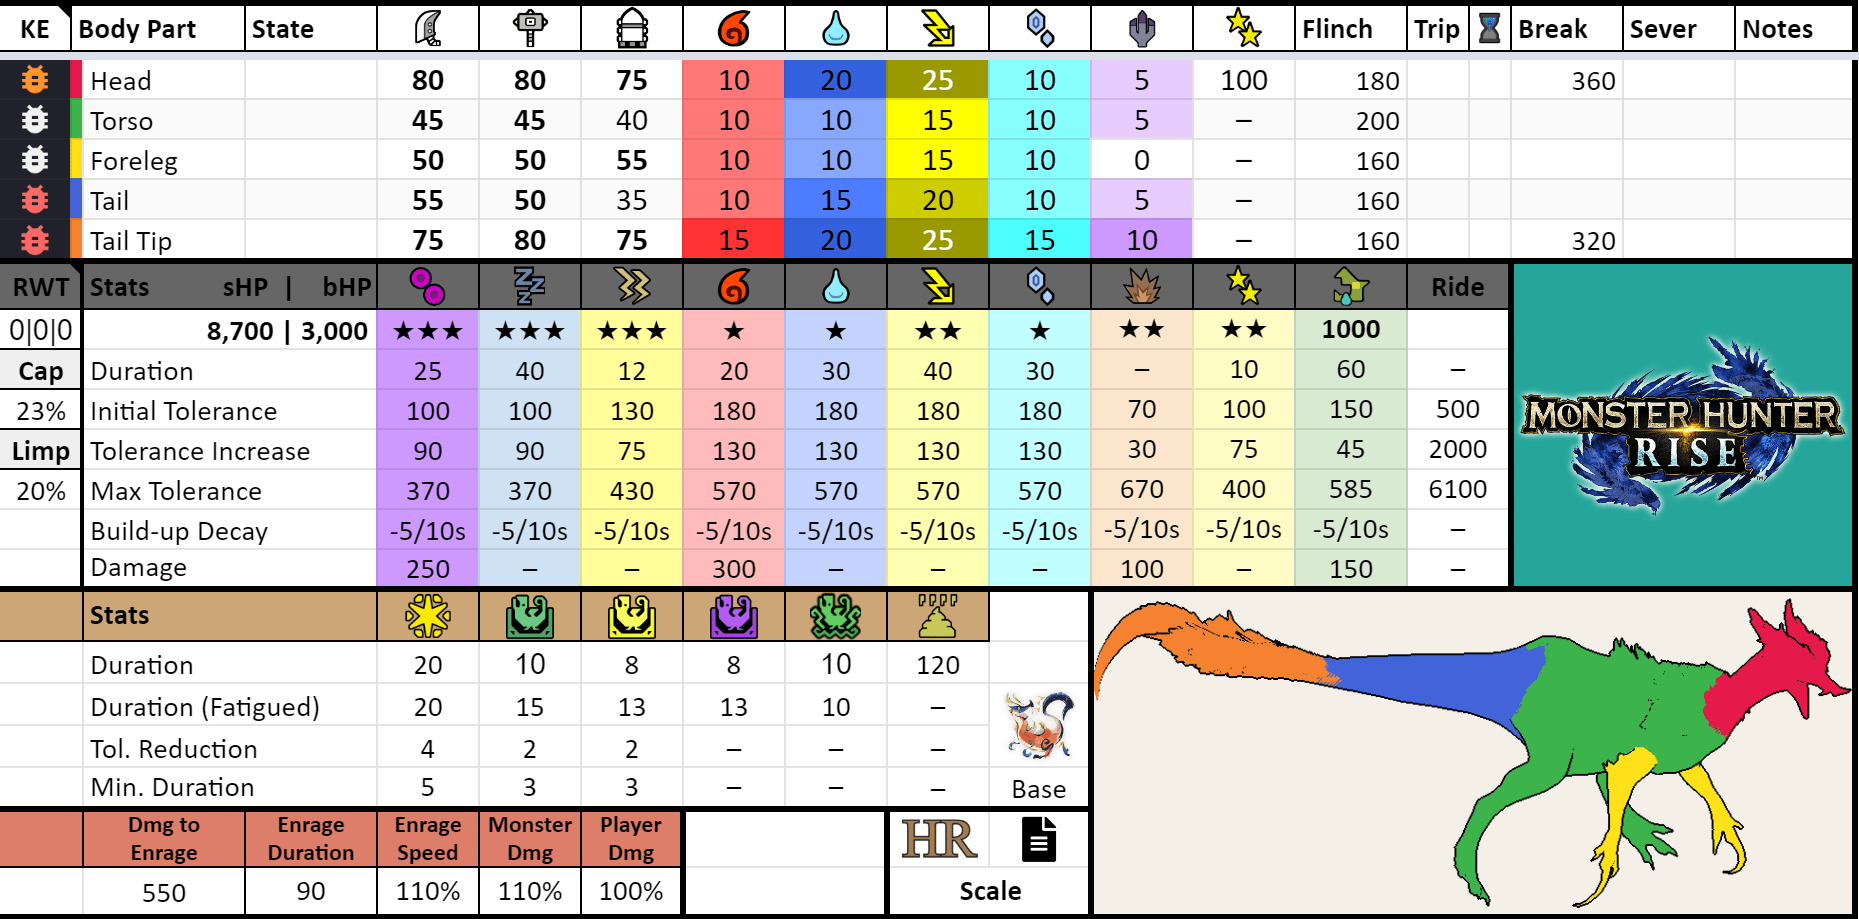 KE Body Part State Flinch Trip Break Sever Notes
Head 80 80 75 10 20 25 10 5 100 180 360
Torso 45 45 40 10 10 15 10 5 – 200
Foreleg 50 50 55 10 10 15 10 0 – 160
Tail 55 50 35 10 15 20 10 5 – 160
Tail Tip 75 80 75 15 20 25 15 10 – 160 320
RWT Stats sHP | bHP Ride
0|0|0 8,700 | 3,000 ★★★ ★★★ ★★★ ★ ★ ★★ ★ ★★ ★★ 1000
Cap Duration 25 40 12 20 30 40 30 – 10 60 –
23% Initial Tolerance 100 100 130 180 180 180 180 70 100 150 500
Limp Tolerance Increase 90 90 75 130 130 130 130 30 75 45 2000
20% Max Tolerance 370 370 430 570 570 570 570 670 400 585 6100
Build-up Decay -5/10s -5/10s -5/10s -5/10s -5/10s -5/10s -5/10s -5/10s -5/10s -5/10s –
Damage 250 – – 300 – – – 100 – 150 –
MONSTER HUNTER
RISE
Stats
Duration 20 10 8 8 10 120
Duration (Fatigued) 20 15 13 13 10 –
Tol. Reduction 4 2 2 – – –
Min. Duration 5 3 3 – – –
Base
Dmg to Enrage Enrage Duration Enrage Speed Monster Dmg Player Dmg
HR
550 90 110% 110% 100% Scale